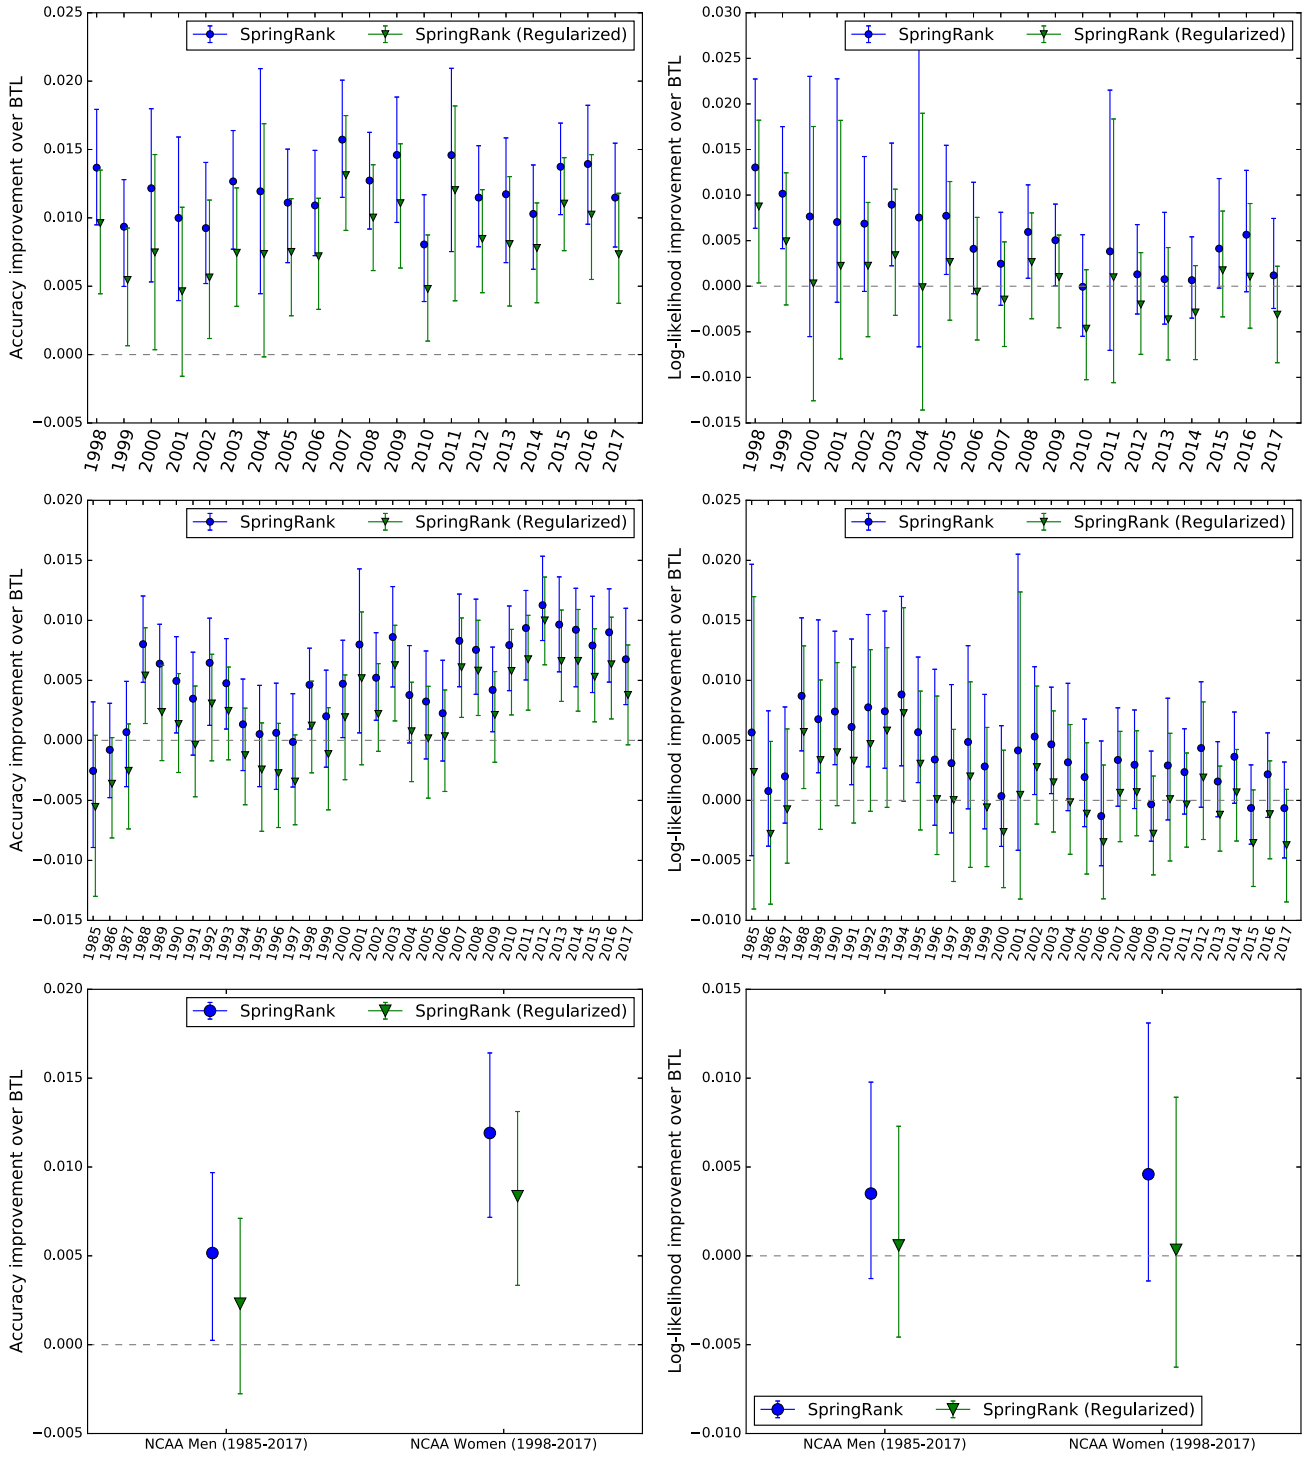 SpringRank SpringRank (Regularized)
Accuracy improvement over BTL
0.025
0.020
0.015
0.010
0.005
0.000
−0.005
1998 1999 2000 2001 2002 2003 2004 2005 2006 2007 2008 2009 2010 2011 2012 2013 2014 2015 2016 2017
SpringRank SpringRank (Regularized)
Log-likelihood improvement over BTL
0.030
0.025
0.020
0.015
0.010
0.005
0.000
−0.005
−0.010
−0.015
1998 1999 2000 2001 2002 2003 2004 2005 2006 2007 2008 2009 2010 2011 2012 2013 2014 2015 2016 2017
SpringRank SpringRank (Regularized)
Accuracy improvement over BTL
0.020
0.015
0.010
0.005
0.000
−0.005
−0.010
−0.015
1985 1986 1987 1988 1989 1990 1991 1992 1993 1994 1995 1996 1997 1998 1999 2000 2001 2002 2003 2004 2005 2006 2007 2008 2009 2010 2011 2012 2013 2014 2015 2016 2017
SpringRank SpringRank (Regularized)
Log-likelihood improvement over BTL
0.025
0.020
0.015
0.010
0.005
0.000
−0.005
−0.010
1985 1986 1987 1988 1989 1990 1991 1992 1993 1994 1995 1996 1997 1998 1999 2000 2001 2002 2003 2004 2005 2006 2007 2008 2009 2010 2011 2012 2013 2014 2015 2016 2017
SpringRank SpringRank (Regularized)
Accuracy improvement over BTL
0.020
0.015
0.010
0.005
0.000
−0.005
NCAA Men (1985-2017) NCAA Women (1998-2017)
Log-likelihood improvement over BTL
0.015
0.010
0.005
0.000
−0.005
−0.010
SpringRank SpringRank (Regularized)
NCAA Men (1985-2017) NCAA Women (1998-2017)